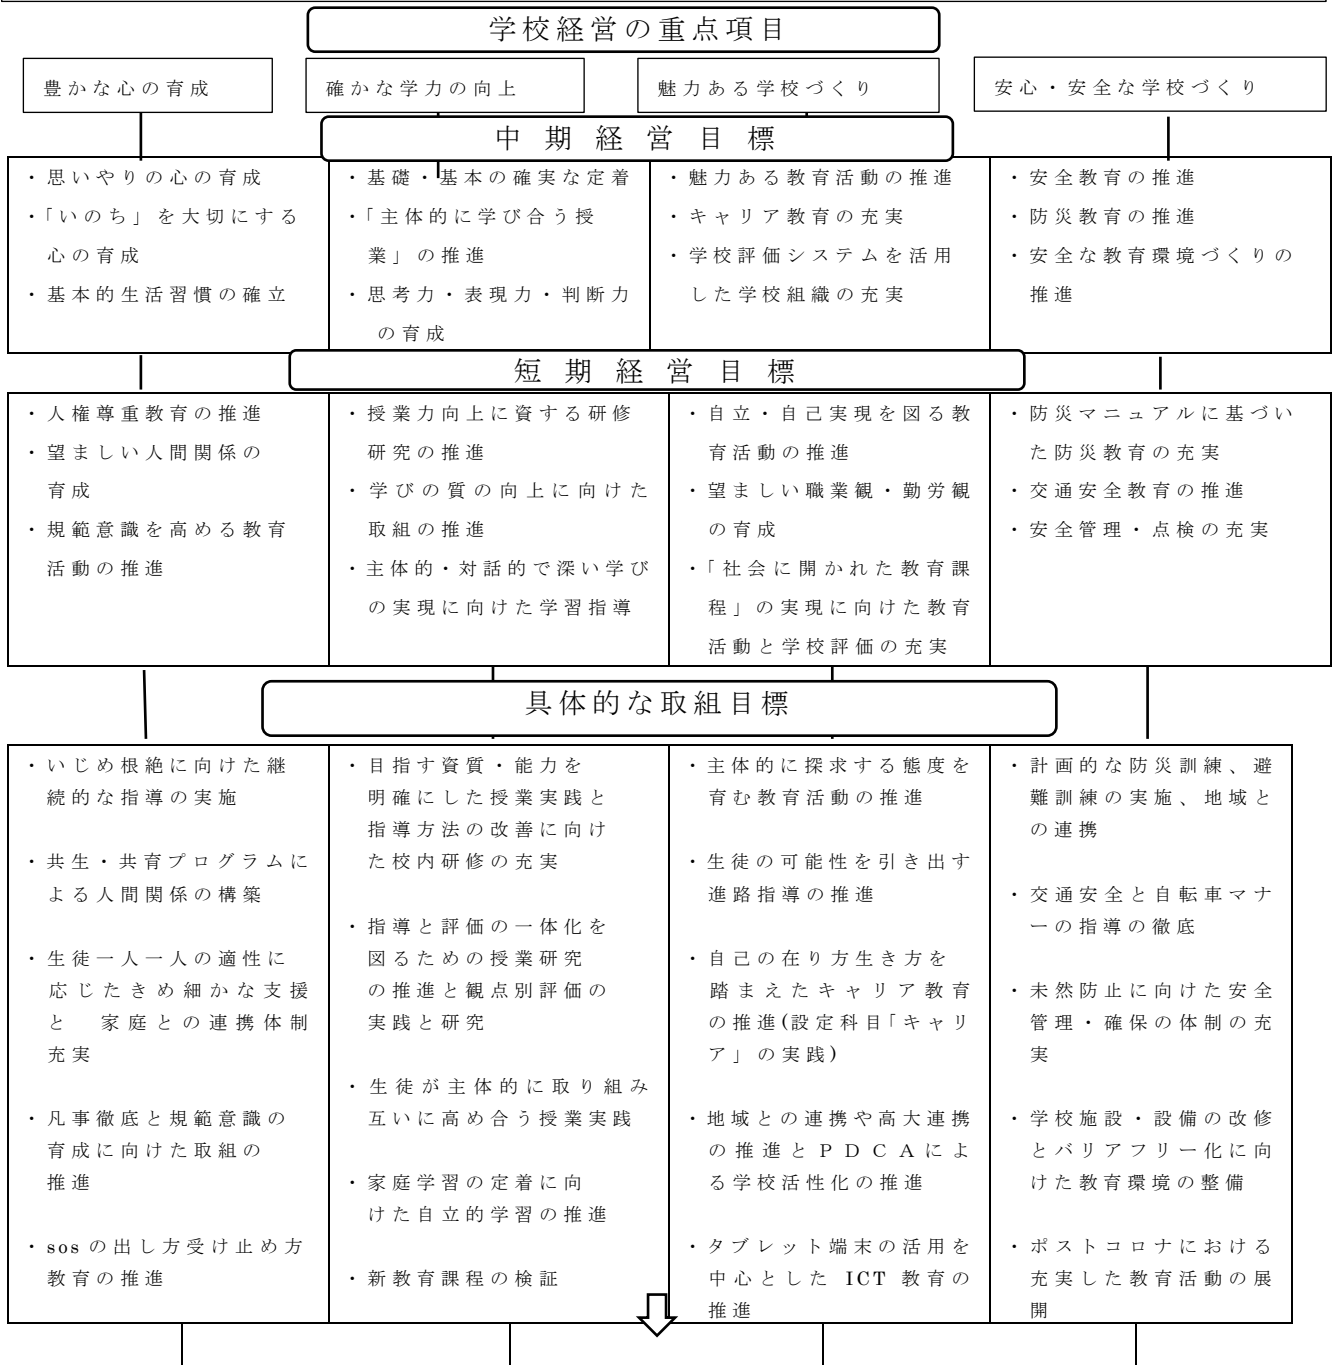 学校経営の重点項目
豊かな心の育成
確かな学力の向上
魅力ある学校づくり
安心・安全な学校づくり
中期経営目標
・思いやりの心の育成
・「いのち」を大切にする
心の育成
・基本的生活習慣の確立
・基礎・基本の確実な定着
・「主体的に学び合う授
業」の推進
・思考力・表現力・判断力
の育成
・魅力ある教育活動の推進
・キャリア教育の充実
・学校評価システムを活用
した学校組織の充実
・安全教育の推進
・防災教育の推進
・安全な教育環境づくりの
推進
短期経営目標
・人権尊重教育の推進
・望ましい人間関係の
育成
・規範意識を高める教育
活動の推進
・授業力向上に資する研修
研究の推進
・学びの質の向上に向けた
取組の推進
・主体的・対話的で深い学び
の実現に向けた学習指導
・自立・自己実現を図る教
育活動の推進
・望ましい職業観・勤労観
の育成
・「社会に開かれた教育課
程」の実現に向けた教育
活動と学校評価の充実
・防災マニュアルに基づい
た防災教育の充実
・交通安全教育の推進
・安全管理・点検の充実
具体的な取組目標
・いじめ根絶に向けた継
続的な指導の実施
・共生・共育プログラムに
よる人間関係の構築
・生徒一人一人の適性に
応じたきめ細かな支援
と　家庭との連携体制
充実
・凡事徹底と規範意識の
育成に向けた取組の
推進
・sosの出し方受け止め方
教育の推進
・目指す資質・能力を
明確にした授業実践と
指導方法の改善に向け
た校内研修の充実
・指導と評価の一体化を
図るための授業研究
の推進と観点別評価の
実践と研究
・生徒が主体的に取り組み
互いに高め合う授業実践
・家庭学習の定着に向
けた自立的学習の推進
・新教育課程の検証
・主体的に探求する態度を
育む教育活動の推進
・生徒の可能性を引き出す
進路指導の推進
・自己の在り方生き方を
踏まえたキャリア教育
の推進(設定科目「キャリ
ア」の実践)
・地域との連携や高大連携
の推進とＰＤＣＡによ
る学校活性化の推進
・タブレット端末の活用を
中心とした ICT 教育の
推進
・計画的な防災訓練、避
難訓練の実施、地域と
の連携
・交通安全と自転車マナ
ーの指導の徹底
・未然防止に向けた安全
管理・確保の体制の充
実
・学校施設・設備の改修
とバリアフリー化に向
けた教育環境の整備
・ポストコロナにおける
充実した教育活動の展
開